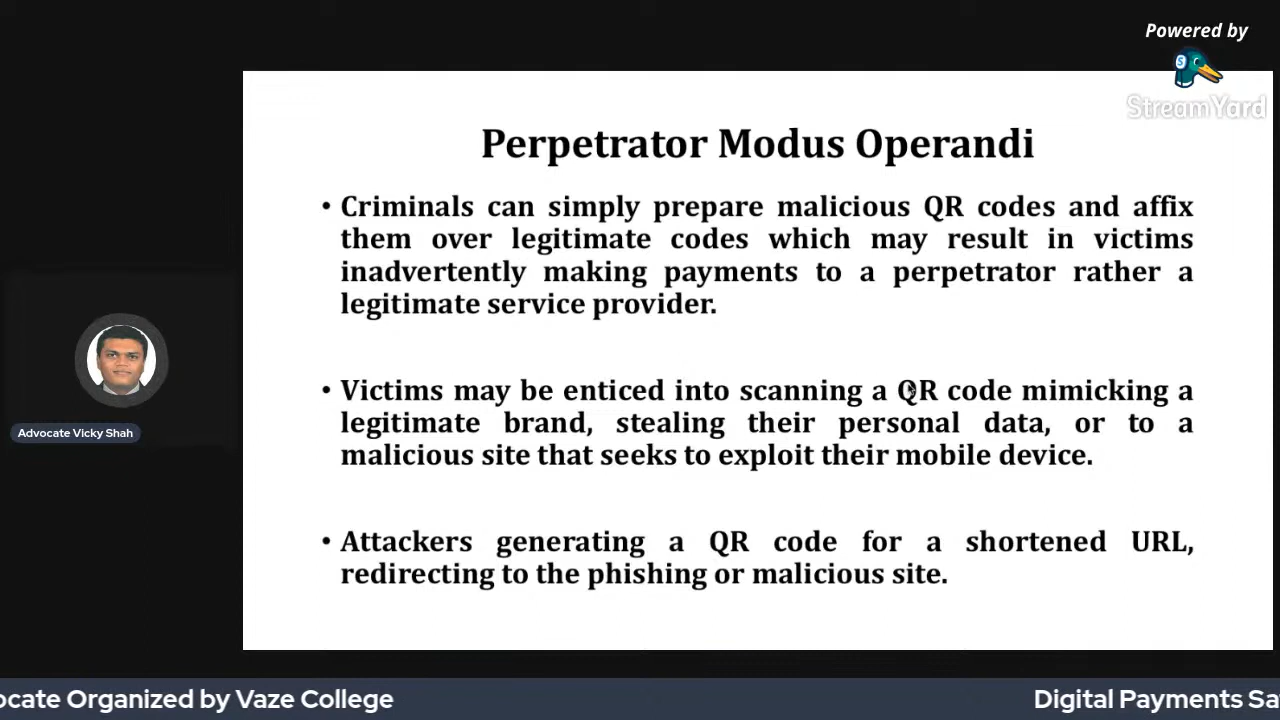 Powered by
S
StreamYard
Perpetrator Modus Operandi
• Criminals can simply prepare malicious QR codes and affix
them over legitimate codes which may result in victims
inadvertently making payments to a perpetrator rather a
legitimate service provider.
• Victims may be enticed into scanning a QR code mimicking a
legitimate brand, stealing their personal data, or to a
malicious site that seeks to exploit their mobile device.
• Attackers generating a QR code for a shortened URL,
redirecting to the phishing or malicious site.
Advocate Vicky Shah
ocate Organized by Vaze College
Digital Payments Sa